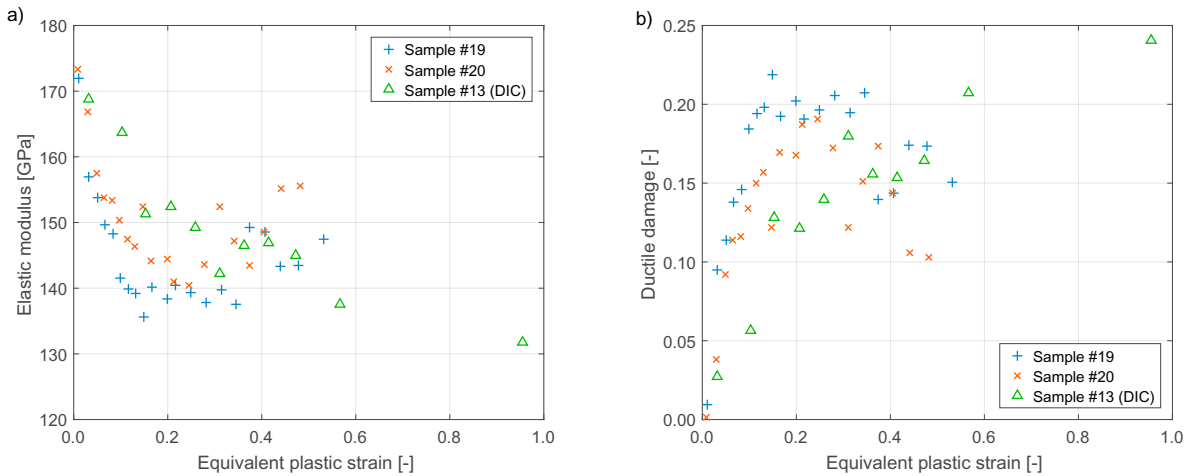 a)
180
170
160
150
140
130
120
Elastic modulus [GPa]
0.0 0.2 0.4 0.6 0.8 1.0
Equivalent plastic strain [-]
Sample #19
Sample #20
Sample #13 (DIC)
b)
0.25
0.20
0.15
0.10
0.05
0.00
Ductile damage [-]
0.0 0.2 0.4 0.6 0.8 1.0
Equivalent plastic strain [-]
Sample #19
Sample #20
Sample #13 (DIC)